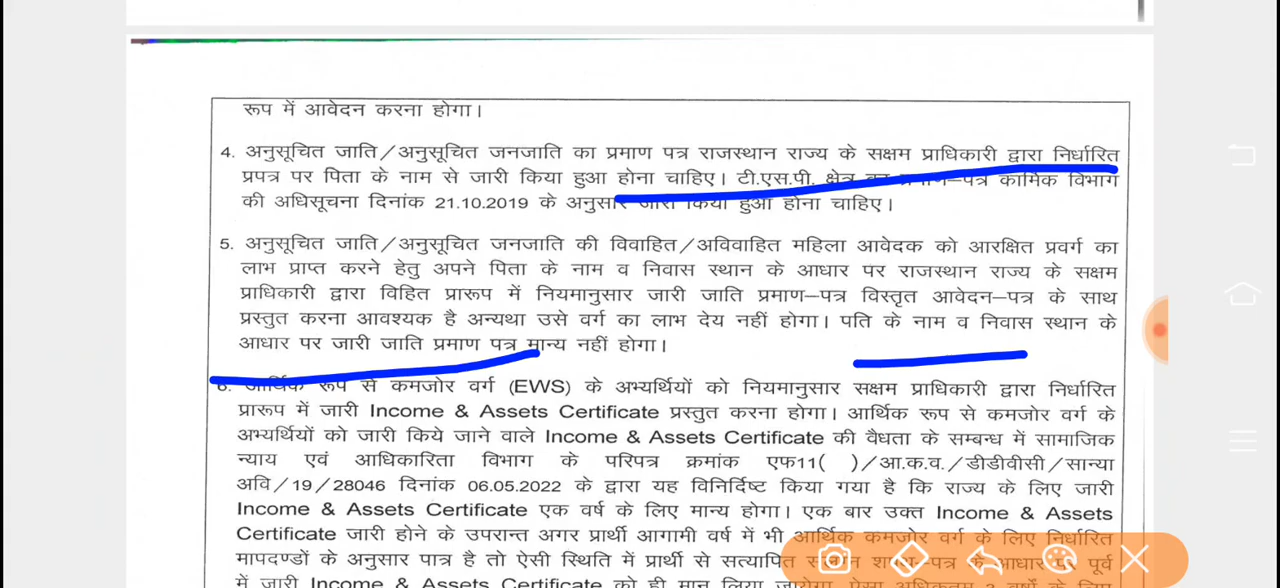 रूप में आवेदन करना होगा।
4. अनुसूचित जाति/अनुसूचित जनजाति का प्रमाण पत्र राजस्थान राज्य के सक्षम प्राधिकारी द्वारा निर्धारित
प्रपत्र पर पिता के नाम से जारी किया हुआ होना चाहिए। टी.एस.पी. क्षेत्र का प्रमाण–पत्र कार्मिक विभाग
की अधिसूचना दिनांक 21.10.2019 के अनुसार जारी किया हुआ होना चाहिए।
5. अनुसूचित जाति/अनुसूचित जनजाति की विवाहित/अविवाहित महिला आवेदक को आरक्षित प्रवर्ग का
लाभ प्राप्त करने हेतु अपने पिता के नाम व निवास स्थान के आधार पर राजस्थान राज्य के सक्षम
प्राधिकारी द्वारा विहित प्रारूप में नियमानुसार जारी जाति प्रमाण–पत्र विस्तृत आवेदन–पत्र के साथ
प्रस्तुत करना आवश्यक है अन्यथा उसे वर्ग का लाभ देय नहीं होगा। पति के नाम व निवास स्थान के
आधार पर जारी जाति प्रमाण पत्र मान्य नहीं होगा।
6. आर्थिक रूप से कमजोर वर्ग (EWS) के अभ्यर्थियों को नियमानुसार सक्षम प्राधिकारी द्वारा निर्धारित
प्रारूप में जारी Income & Assets Certificate प्रस्तुत करना होगा। आर्थिक रूप से कमजोर वर्ग के
अभ्यर्थियों को जारी किये जाने वाले Income & Assets Certificate की वैधता के सम्बन्ध में सामाजिक
न्याय एवं आधिकारिता विभाग के परिपत्र क्रमांक एफ11( )/आ.क.व./डीडीवीसी/सान्या
अवि/19/28046 दिनांक 06.05.2022 के द्वारा यह विनिर्दिष्ट किया गया है कि राज्य के लिए जारी
Income & Assets Certificate एक वर्ष के लिए मान्य होगा। एक बार उक्त Income & Assets
Certificate जारी होने के उपरान्त अगर प्रार्थी आगामी वर्ष में भी आर्थिक कमजोर वर्ग के लिए निर्धारित
मापदण्डों के अनुसार पात्र है तो ऐसी स्थिति में प्रार्थी से सत्यापित के आधार पर पूर्व
में जारी Income & Assets Certificate को ही मान लिया